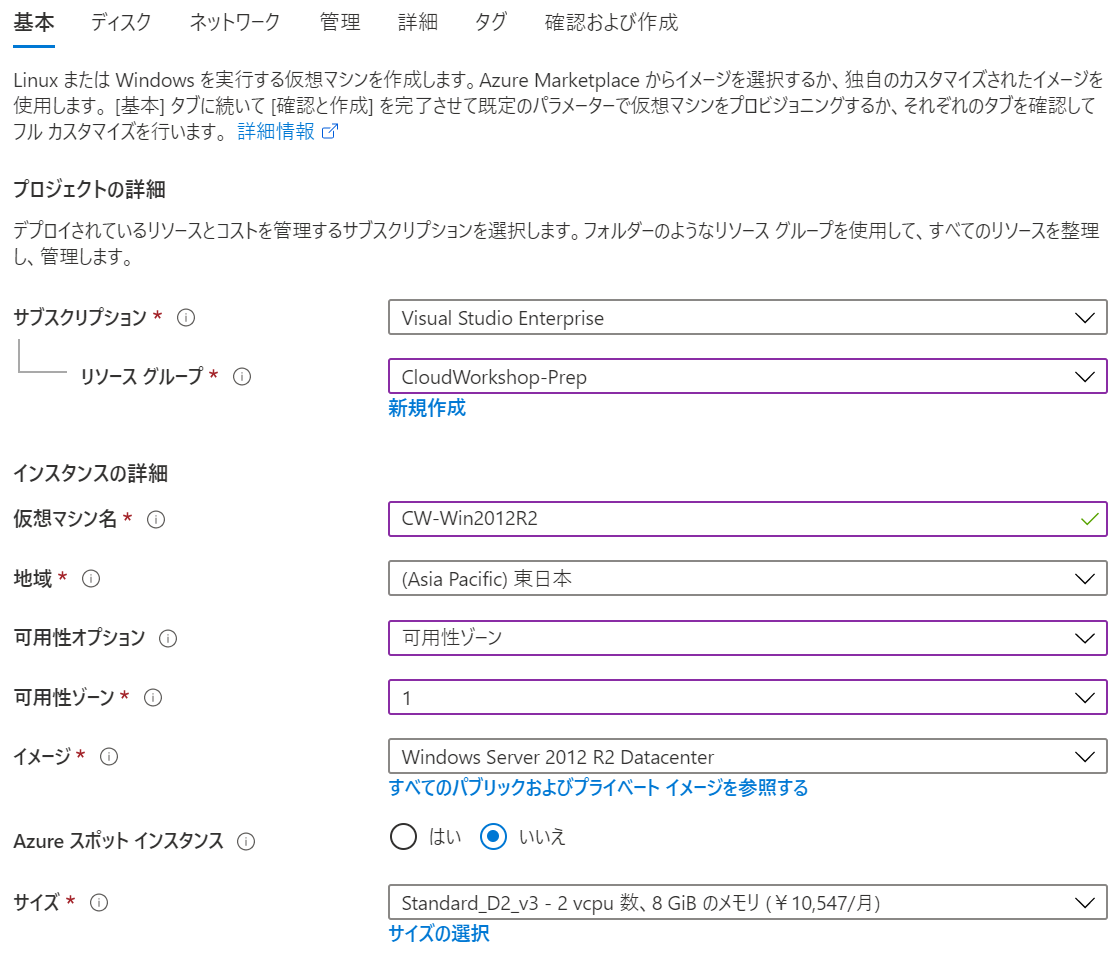 基本 ディスク ネットワーク 管理 詳細 タグ 確認および作成
Linux または Windows を実行する仮想マシンを作成します。Azure Marketplace からイメージを選択するか、独自のカスタマイズされたイメージを
使用します。[基本] タブに続いて [確認と作成] を完了させて既定のパラメーターで仮想マシンをプロビジョニングするか、それぞれのタブを確認して
フル カスタマイズを行います。 詳細情報
プロジェクトの詳細
デプロイされているリソースとコストを管理するサブスクリプションを選択します。フォルダーのようなリソース グループを使用して、すべてのリソースを整理
し、管理します。
サブスクリプション * Visual Studio Enterprise
リソース グループ * CloudWorkshop-Prep
新規作成
インスタンスの詳細
仮想マシン名 * CW-Win2012R2
地域 * (Asia Pacific) 東日本
可用性オプション 可用性ゾーン
可用性ゾーン * 1
イメージ * Windows Server 2012 R2 Datacenter
すべてのパブリックおよびプライベート イメージを参照する
Azure スポット インスタンス はい いいえ
サイズ * Standard_D2_v3 - 2 vcpu 数、8 GiB のメモリ (￥10,547/月)
サイズの選択